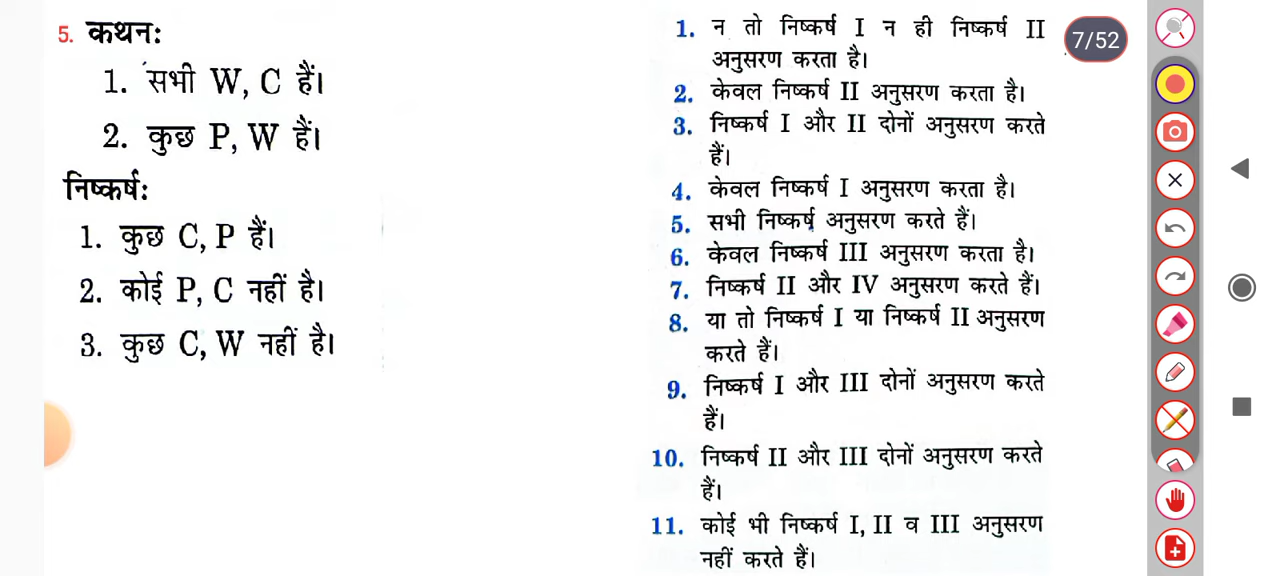 5. कथन:
1. सभी W, C हैं।
2. कुछ P, W हैं।
निष्कर्ष:
1. कुछ C, P हैं।
2. कोई P, C नहीं है।
3. कुछ C, W नहीं है।
1. न तो निष्कर्ष I न ही निष्कर्ष II
अनुसरण करता है।
2. केवल निष्कर्ष II अनुसरण करता है।
3. निष्कर्ष I और II दोनों अनुसरण करते
हैं।
4. केवल निष्कर्ष I अनुसरण करता है।
5. सभी निष्कर्ष अनुसरण करते हैं।
6. केवल निष्कर्ष III अनुसरण करता है।
7. निष्कर्ष II और IV अनुसरण करते हैं।
8. या तो निष्कर्ष I या निष्कर्ष II अनुसरण
करते हैं।
9. निष्कर्ष I और III दोनों अनुसरण करते
हैं।
10. निष्कर्ष II और III दोनों अनुसरण करते
हैं।
11. कोई भी निष्कर्ष I, II व III अनुसरण
नहीं करते हैं।
7/52